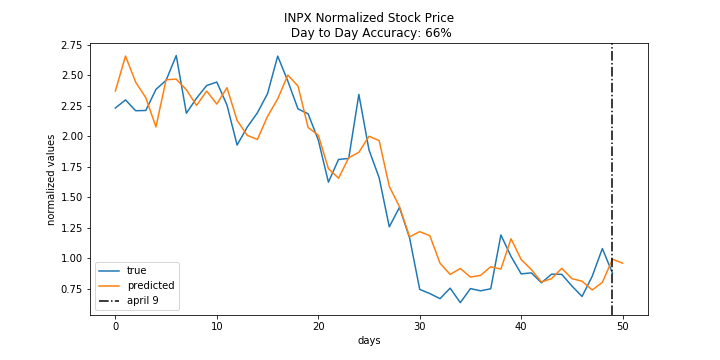 INPX Normalized Stock Price
Day to Day Accuracy: 66%
normalized values
2.75
2.50
2.25
2.00
1.75
1.50
1.25
1.00
0.75
true
predicted
april 9
0
10
20
30
40
50
days